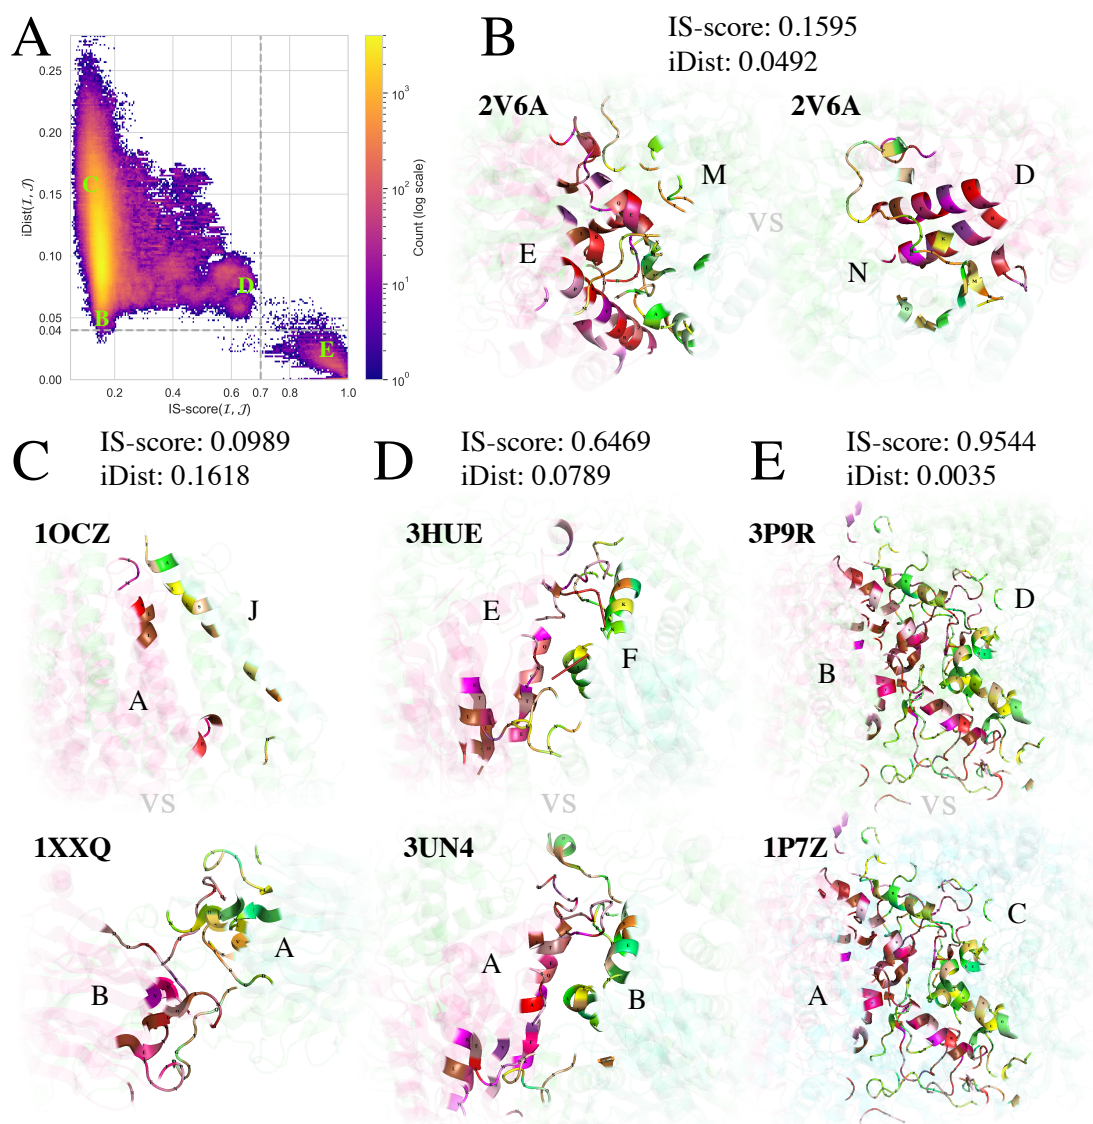 A
0.25
0.20
0.15
0.10
0.05
0.04
0.00
iDist(𝓘, 𝓙)
0.2
0.4
0.6
0.7
0.8
1.0
IS-score(𝓘, 𝓙)
C
B
D
E
10³
10²
10¹
10⁰
Count (log scale)
B
IS-score: 0.1595
iDist: 0.0492
2V6A
M
E
vs
2V6A
D
N
C
IS-score: 0.0989
iDist: 0.1618
1OCZ
J
A
vs
1XXQ
A
B
D
IS-score: 0.6469
iDist: 0.0789
3HUE
E
F
vs
3UN4
A
B
E
IS-score: 0.9544
iDist: 0.0035
3P9R
D
B
vs
1P7Z
C
A